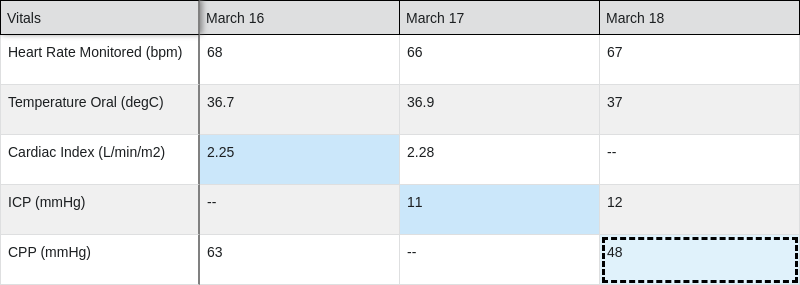 Vitals March 16 March 17 March 18
Heart Rate Monitored (bpm) 68 66 67
Temperature Oral (degC) 36.7 36.9 37
Cardiac Index (L/min/m2) 2.25 2.28 --
ICP (mmHg) -- 11 12
CPP (mmHg) 63 -- 48